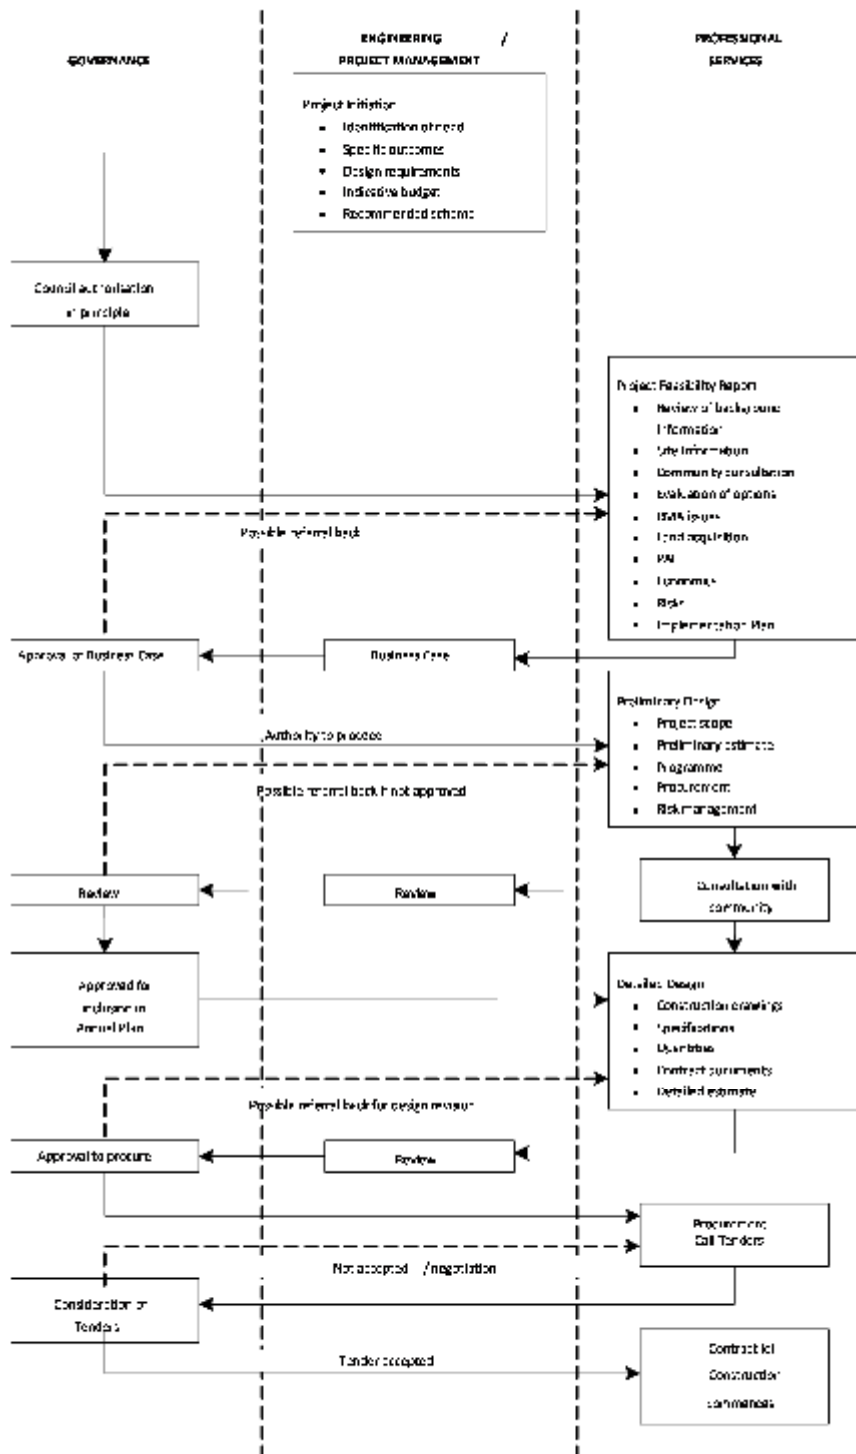 GOVERNANCE
ENGINEERING /
PROJECT MANAGEMENT
PROFESSIONAL
SERVICES
Project Initiation
• Identification of need
• Specific outcomes
• Design requirements
• Indicative budget
• Recommended scheme
Council authorisation
in principle
Project Feasibility Report
• Review of background
information
• Site information
• Community consultation
• Evaluation of options
• RMA issues
• Land acquisition
• Economics
• Risks
• Implementation Plan
Possible referral back
Approval of Business Case
Business Case
Preliminary Design
• Project scope
• Preliminary estimate
• Programme
• Procurement
• Risk management
Authority to proceed
Possible referral back if not approved
Review
Review
Consultation with
community
Approved for
inclusion in
Annual Plan
Detailed Design
• Construction drawings
• Specifications
• Quantities
• Contract documents
• Detailed estimate
Possible referral back for design revision
Approval to procure
Review
Procurement
Call Tenders
Not accepted /negotiation
Consideration of
Tenders
Tender accepted
Contract let
Construction
commences